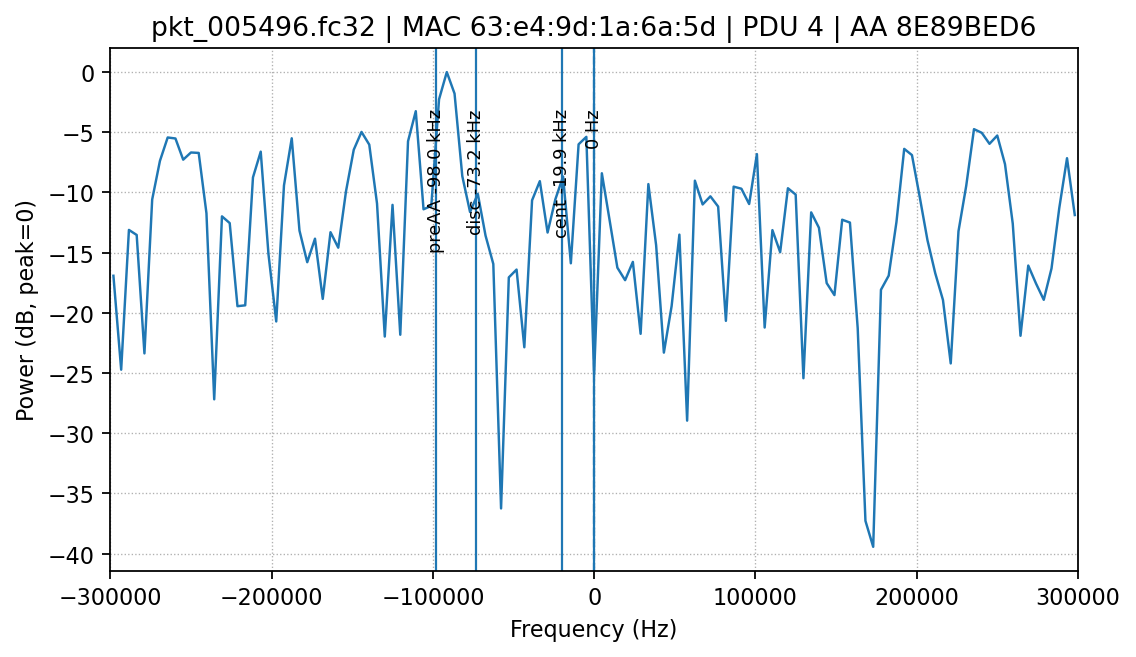 pkt_005496.fc32 | MAC 63:e4:9d:1a:6a:5d | PDU 4 | AA 8E89BED6
Power (dB, peak=0)
0
−5
−10
−15
−20
−25
−30
−35
−40
preAA -98.0 kHz
disc -73.2 kHz
cent -19.9 kHz
0 Hz
−300000
−200000
−100000
0
100000
200000
300000
Frequency (Hz)